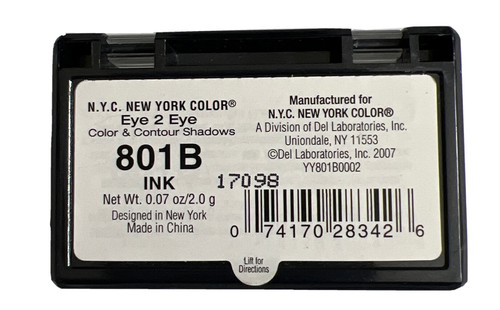 N.Y.C. NEW YORK COLOR®
Eye 2 Eye
Color & Contour Shadows
801B
INK
Net Wt. 0.07 oz/2.0 g
Designed in New York
Made in China
Manufactured for
N.Y.C. NEW YORK COLOR®
A Division of Del Laboratories, Inc.
Uniondale, NY 11553
©Del Laboratories, Inc. 2007
YY801B0002
17098
0 74170 28342 6
Lift for
Directions